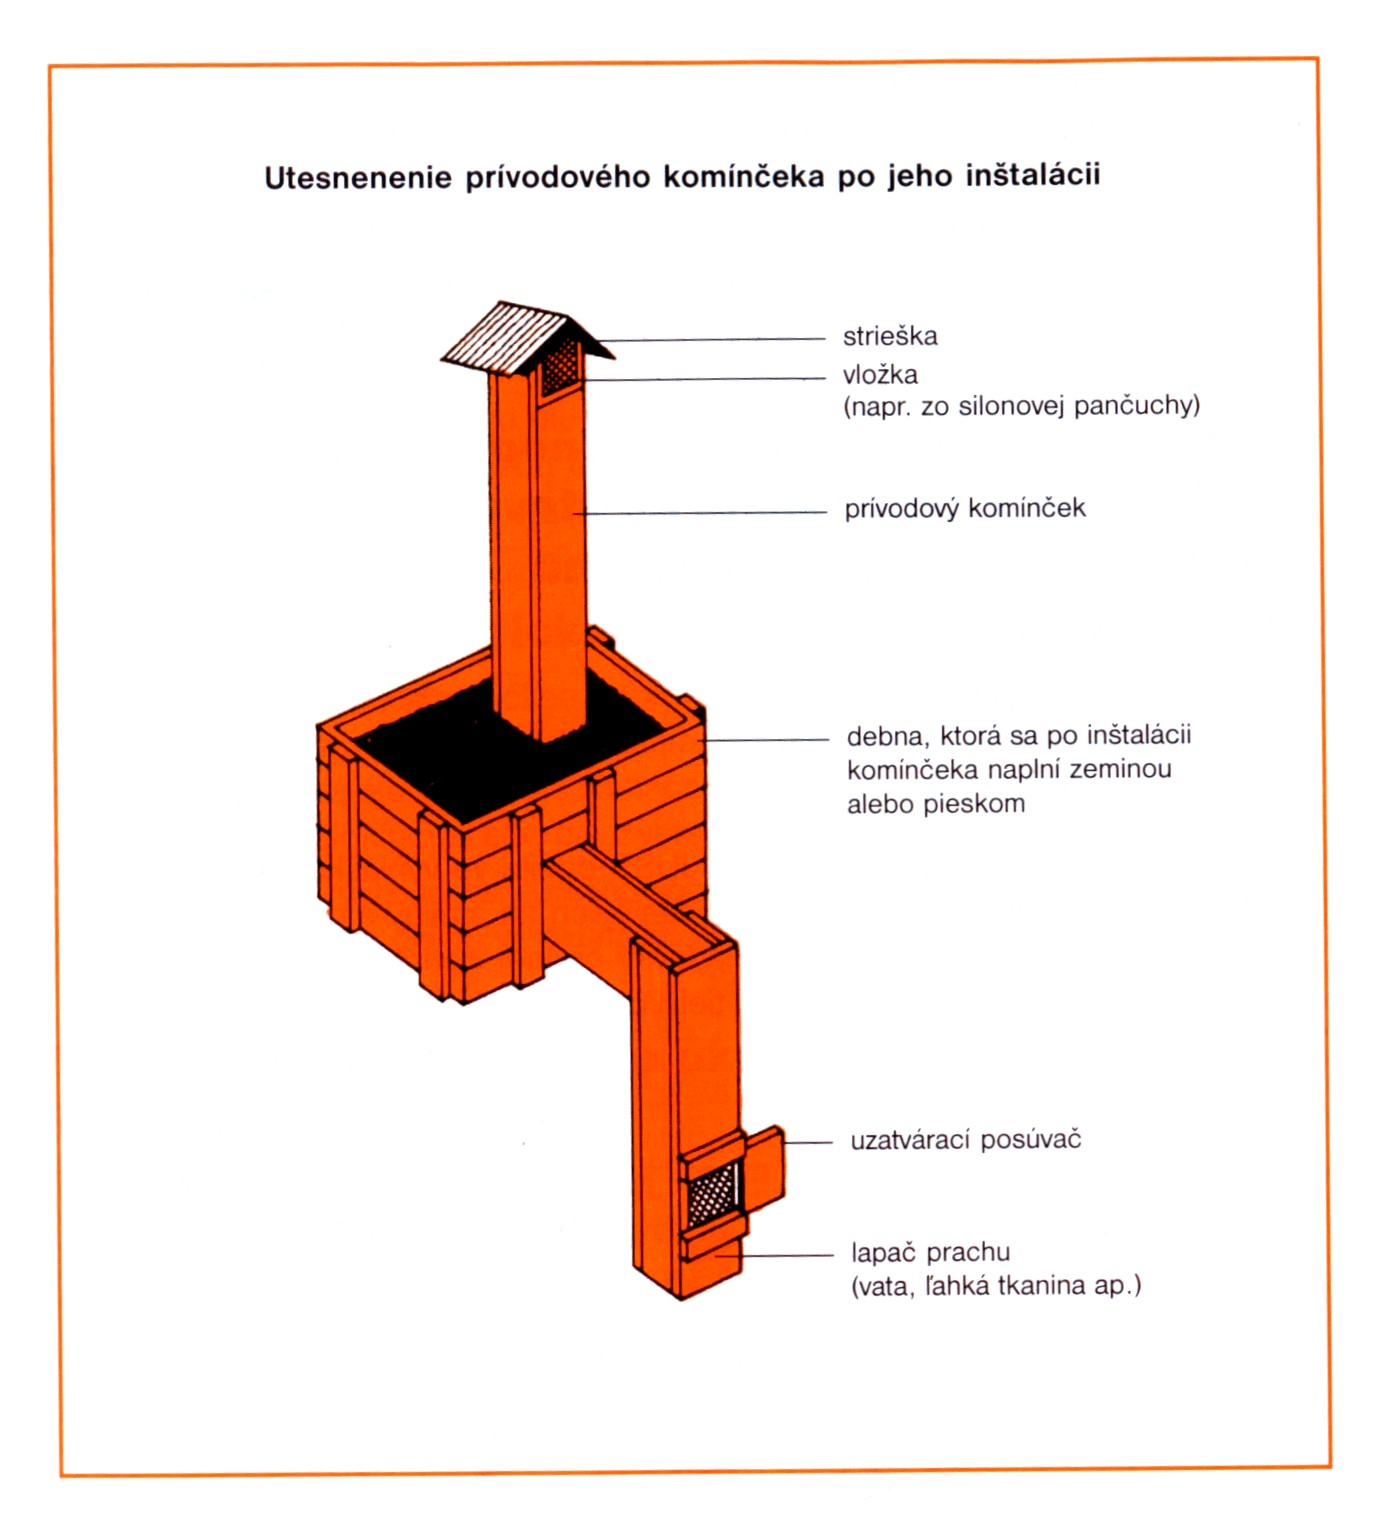 Utesnenenie prívodového komínčeka po jeho inštalácii
strieška
vložka
(napr. zo silonovej pančuchy)
prívodový komínček
debna, ktorá sa po inštalácii
komínčeka naplní zeminou
alebo pieskom
uzatvárací posúvač
lapač prachu
(vata, ľahká tkanina ap.)